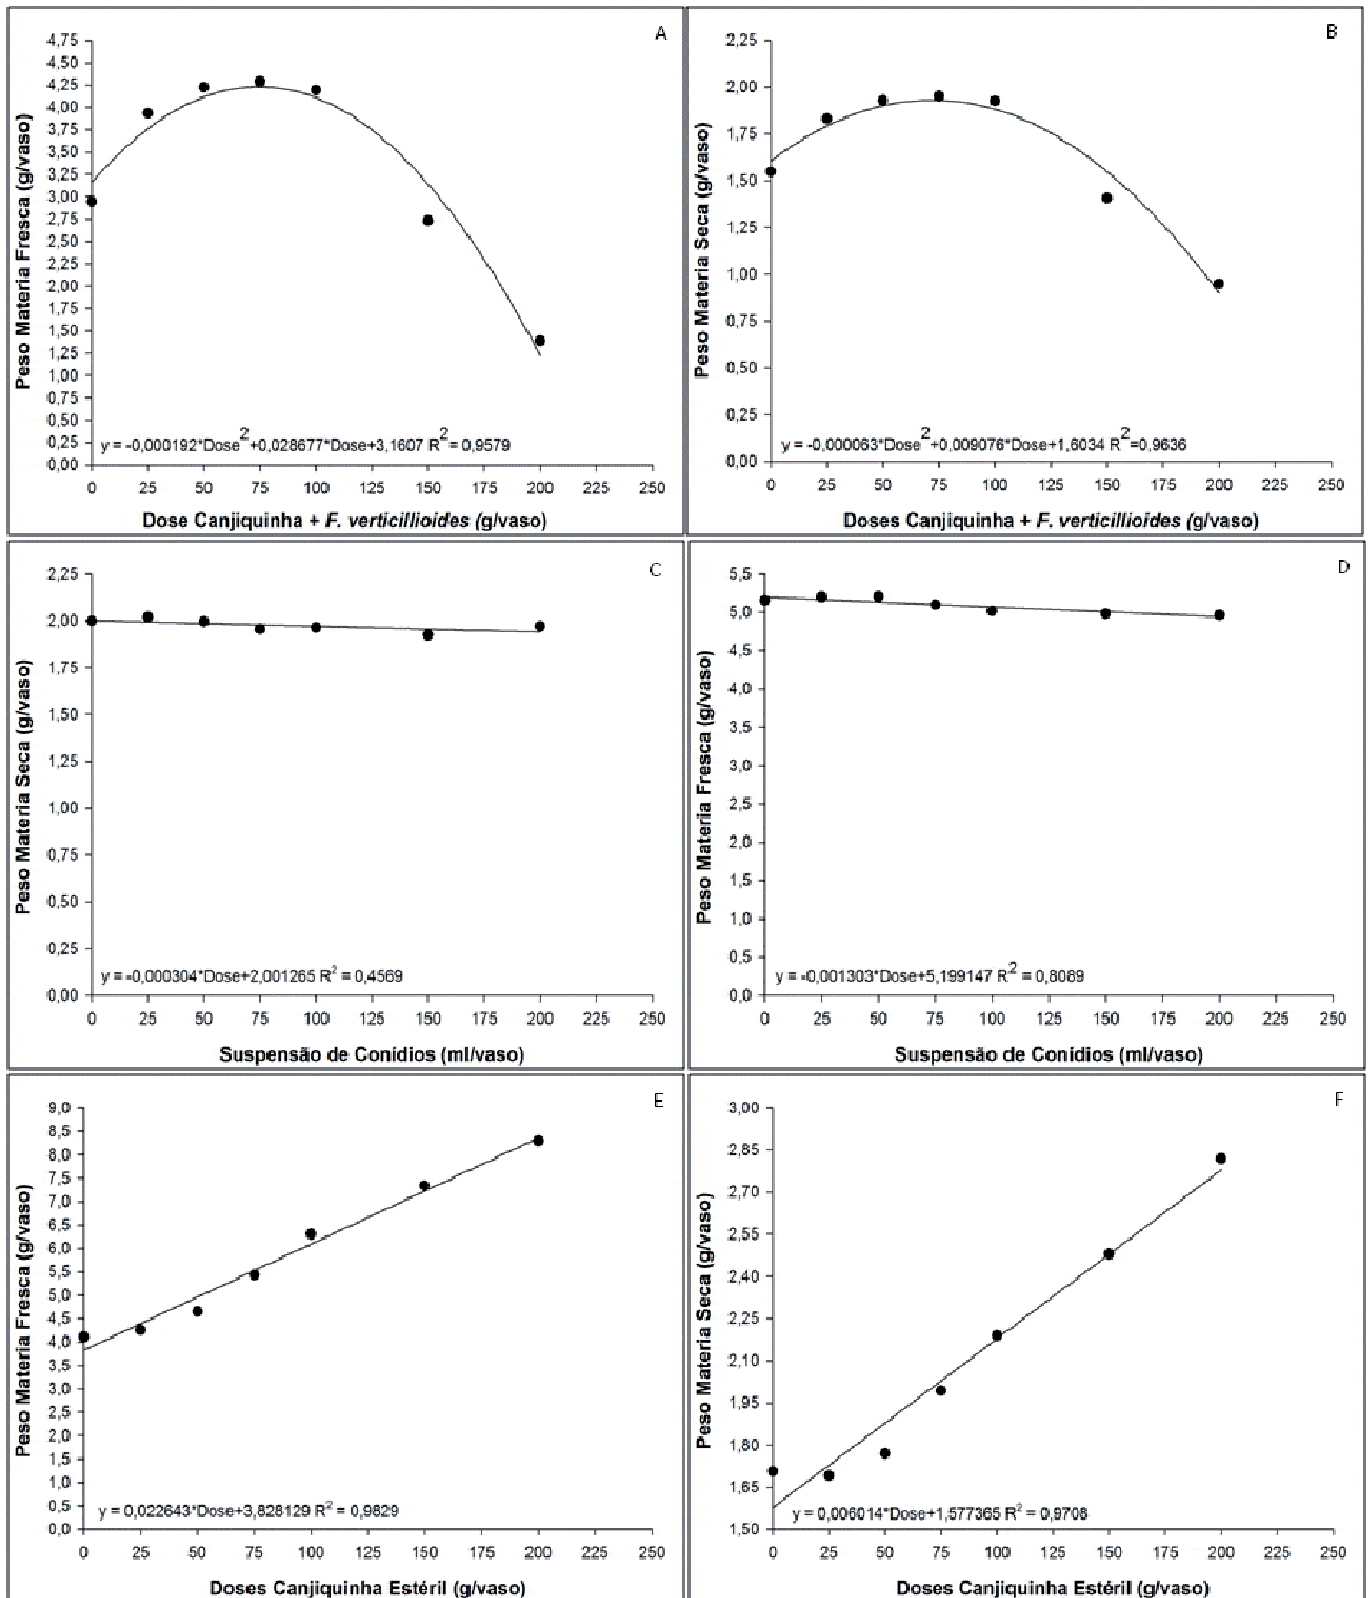 A
Peso Materia Fresca (g/vaso)
4,75
4,50
4,25
4,00
3,75
3,50
3,25
3,00
2,75
2,50
2,25
2,00
1,75
1,50
1,25
1,00
0,75
0,50
0,25
0,00
y = -0,000192*Dose2+0,028677*Dose+3,1607 R2= 0,9579
0 25 50 75 100 125 150 175 200 225 250
Dose Canjiquinha + F. verticillioides (g/vaso)
B
Peso Materia Seca (g/vaso)
2,25
2,00
1,75
1,50
1,25
1,00
0,75
0,50
0,25
0,00
y = -0,000063*Dose2+0,009076*Dose+1,6034 R2=0,9636
0 25 50 75 100 125 150 175 200 225 250
Doses Canjiquinha + F. verticillioides (g/vaso)
C
Peso Materia Seca (g/vaso)
2,25
2,00
1,75
1,50
1,25
1,00
0,75
0,50
0,25
0,00
y = -0,000304*Dose+2,001265 R2 = 0,4569
0 25 50 75 100 125 150 175 200 225 250
Suspensão de Conídios (ml/vaso)
D
Peso Materia Fresca (g/vaso)
5,5
5,0
4,5
4,0
3,5
3,0
2,5
2,0
1,5
1,0
0,5
0,0
y = -0,001303*Dose+5,199147 R2 = 0,8089
0 25 50 75 100 125 150 175 200 225 250
Suspensão de Conídios (ml/vaso)
E
Peso Materia Fresca (g/vaso)
9,0
8,5
8,0
7,5
7,0
6,5
6,0
5,5
5,0
4,5
4,0
3,5
3,0
2,5
2,0
1,5
1,0
0,5
0,0
y = 0,022643*Dose+3,828129 R2 = 0,9829
0 25 50 75 100 125 150 175 200 225 250
Doses Canjiquinha Estéril (g/vaso)
F
Peso Materia Seca (g/vaso)
3,00
2,85
2,70
2,55
2,40
2,25
2,10
1,95
1,80
1,65
1,50
y = 0,006014*Dose+1,577365 R2 = 0,9708
0 25 50 75 100 125 150 175 200 225 250
Doses Canjiquinha Estéril (g/vaso)